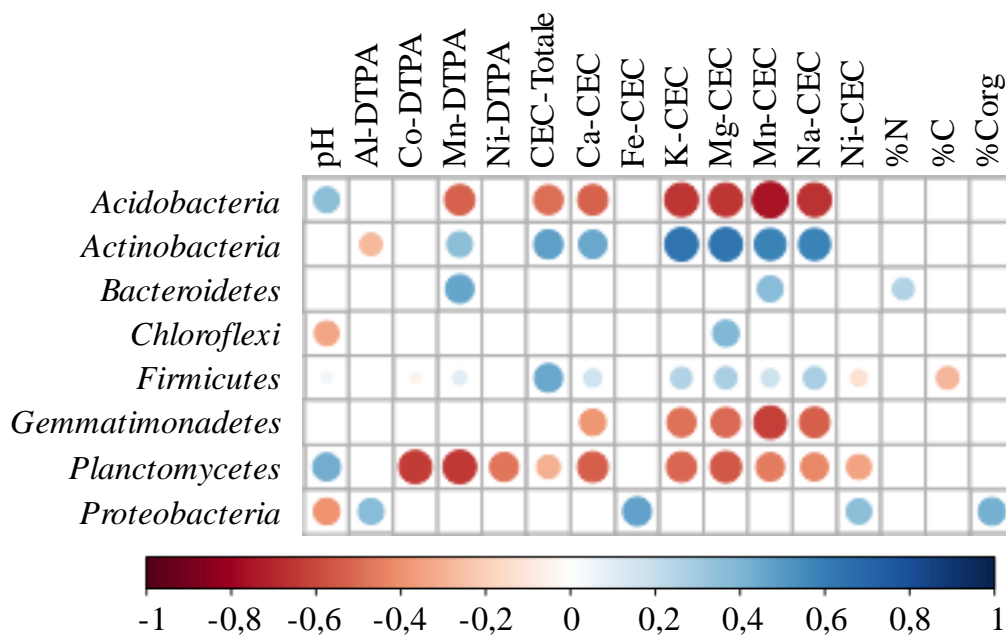 pH
Al-DTPA
Co-DTPA
Mn-DTPA
Ni-DTPA
CEC-Totale
Ca-CEC
Fe-CEC
K-CEC
Mg-CEC
Mn-CEC
Na-CEC
Ni-CEC
%N
%C
%Corg
Acidobacteria
Actinobacteria
Bacteroidetes
Chloroflexi
Firmicutes
Gemmatimonadetes
Planctomycetes
Proteobacteria
-1 -0,8 -0,6 -0,4 -0,2 0 0,2 0,4 0,6 0,8 1